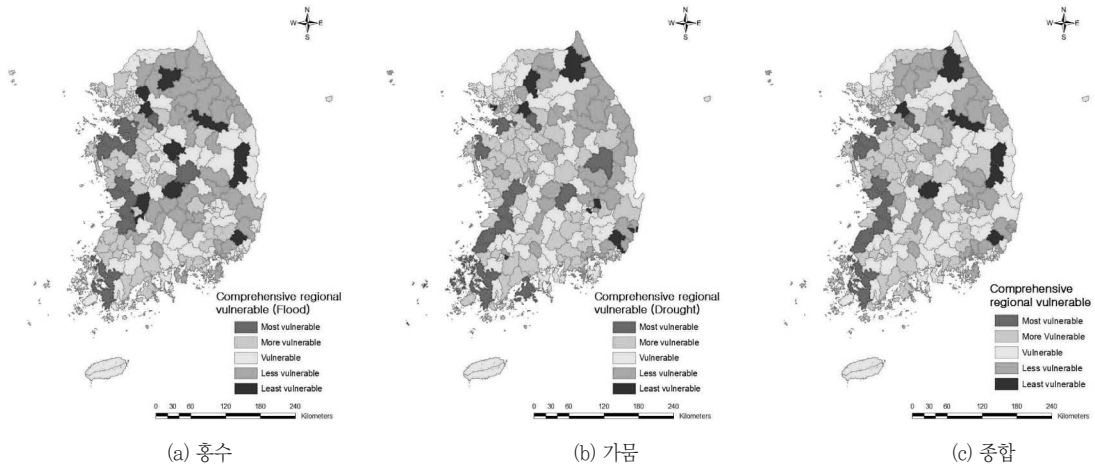 N
W E
S
Comprehensive regional
vulnerable (Flood)
Most vulnerable
More vulnerable
Vulnerable
Less vulnerable
Least vulnerable
0 30 60 120 180 240
Kilometers
(a) 홍수
N
W E
S
Comprehensive regional
vulnerable (Drought)
Most vulnerable
More vulnerable
Vulnerable
Less vulnerable
Least vulnerable
0 30 60 120 180 240
Kilometers
(b) 가뭄
N
W E
S
Comprehensive
regional vulnerable
Most vulnerable
More Vulnerable
Vulnerable
Less vulnerable
Least vulnerable
0 30 60 120 180 240
Kilometers
(c) 종합